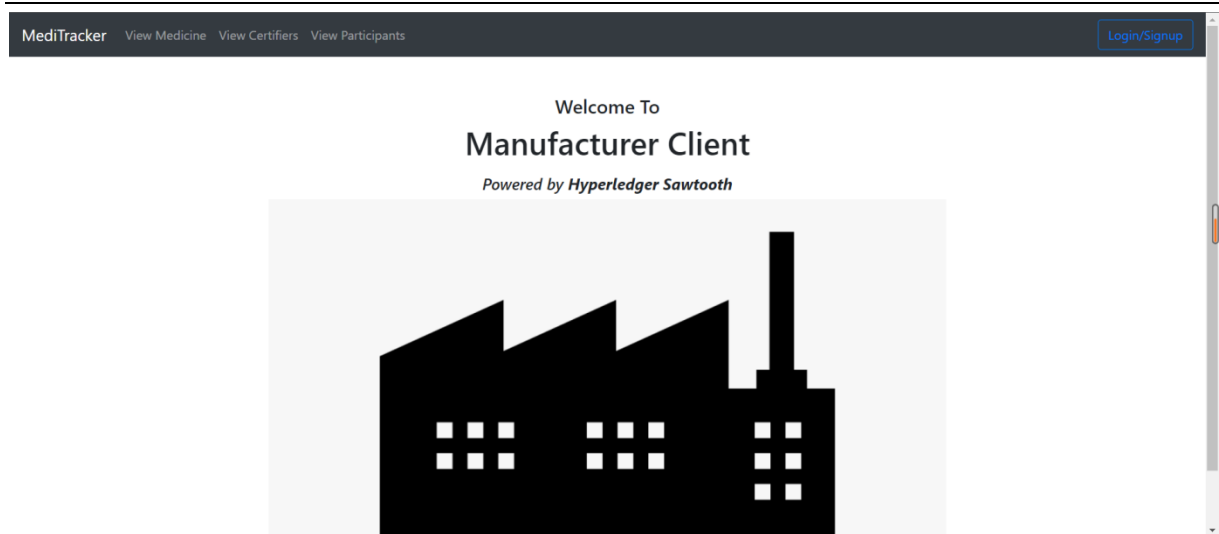 MediTracker View Medicine View Certifiers View Participants Login/Signup
Welcome To
Manufacturer Client
Powered by Hyperledger Sawtooth